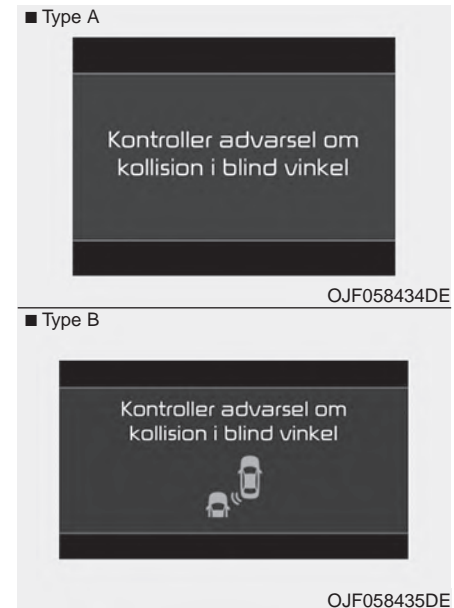 ■ Type A
Kontroller advarsel om
kollision i blind vinkel
OJF058434DE
■ Type B
Kontroller advarsel om
kollision i blind vinkel
OJF058435DE